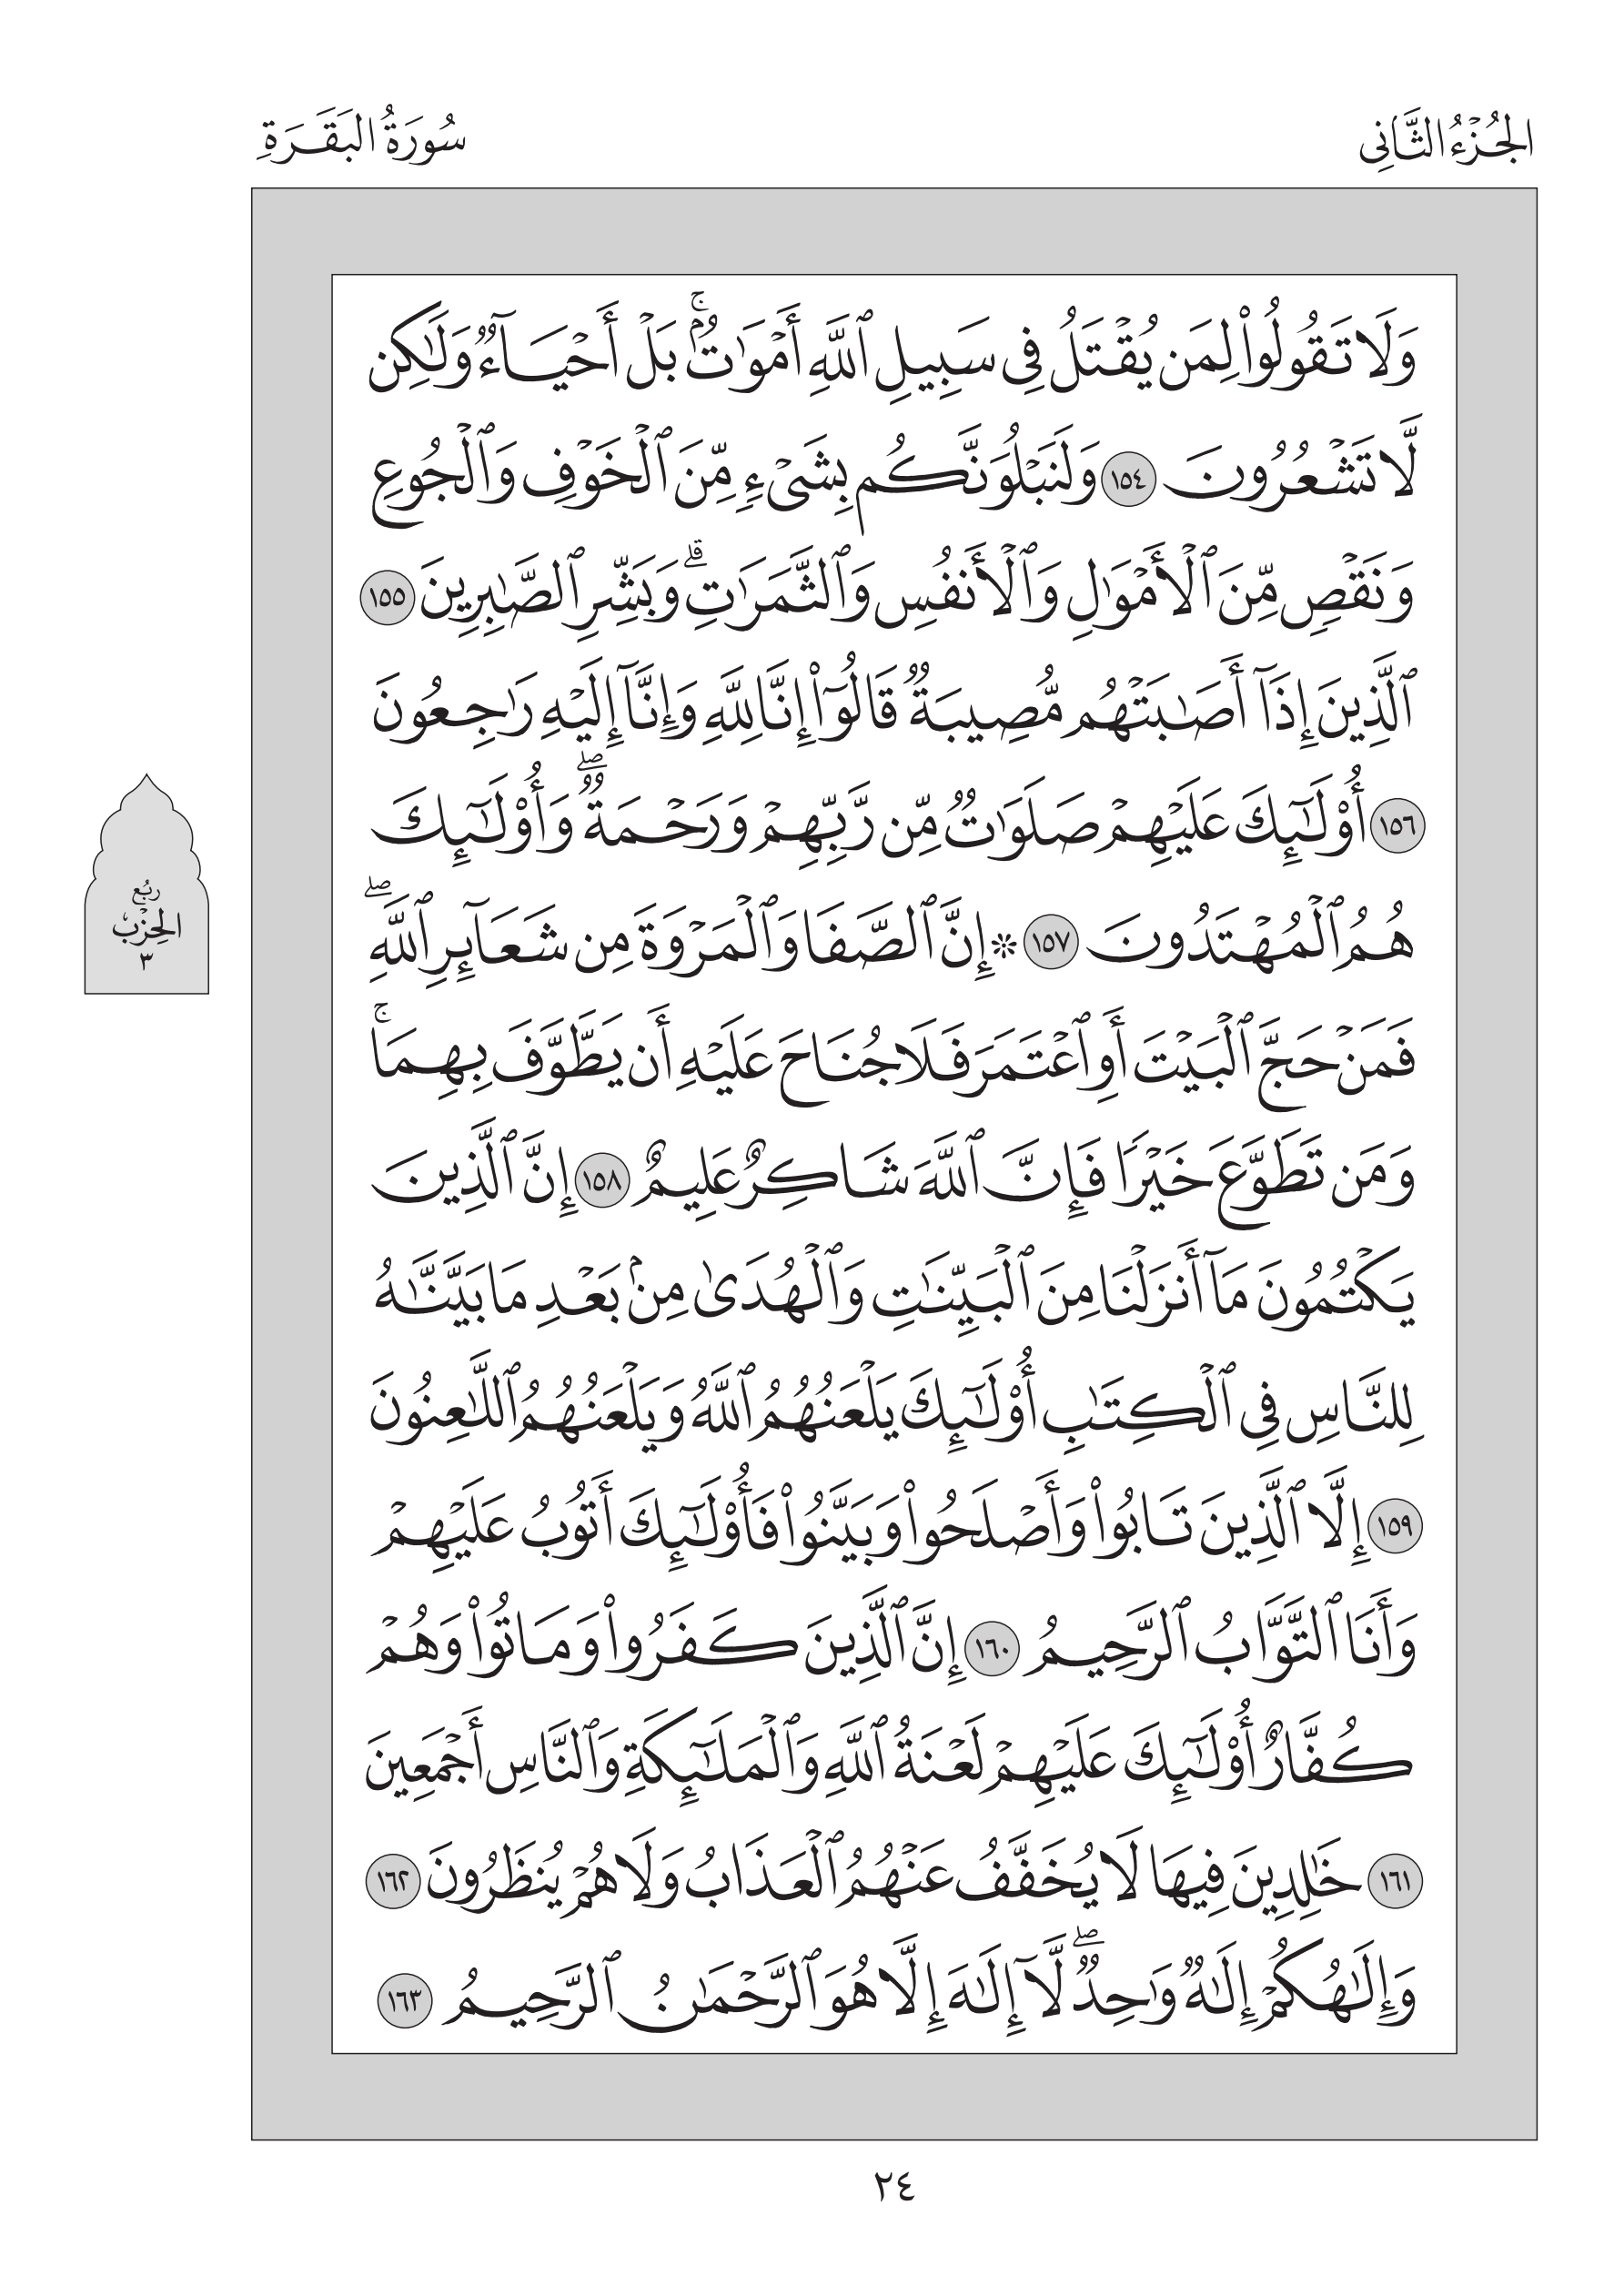 الجُزْءُ الثَّانِي
سُورَةُ البَقَرَةِ
وَلَا تَقُولُوا۟ لِمَن يُقْتَلُ فِى سَبِيلِ ٱللَّهِ أَمْوَٰتٌۢ ۚ بَلْ أَحْيَآءٌ وَلَـٰكِن
لَّا تَشْعُرُونَ ١٥٤ وَلَنَبْلُوَنَّكُم بِشَىْءٍ مِّنَ ٱلْخَوْفِ وَٱلْجُوعِ
وَنَقْصٍ مِّنَ ٱلْأَمْوَٰلِ وَٱلْأَنفُسِ وَٱلثَّمَرَٰتِ ۗ وَبَشِّرِ ٱلصَّـٰبِرِينَ ١٥٥
ٱلَّذِينَ إِذَآ أَصَـٰبَتْهُم مُّصِيبَةٌ قَالُوٓا۟ إِنَّا لِلَّهِ وَإِنَّآ إِلَيْهِ رَٰجِعُونَ
١٥٦ أُو۟لَـٰٓئِكَ عَلَيْهِمْ صَلَوَٰتٌ مِّن رَّبِّهِمْ وَرَحْمَةٌ ۖ وَأُو۟لَـٰٓئِكَ
هُمُ ٱلْمُهْتَدُونَ ١٥٧ ۞ إِنَّ ٱلصَّفَا وَٱلْمَرْوَةَ مِن شَعَآئِرِ ٱللَّهِ ۖ
فَمَنْ حَجَّ ٱلْبَيْتَ أَوِ ٱعْتَمَرَ فَلَا جُنَاحَ عَلَيْهِ أَن يَطَّوَّفَ بِهِمَا ۚ
وَمَن تَطَوَّعَ خَيْرًا فَإِنَّ ٱللَّهَ شَاكِرٌ عَلِيمٌ ١٥٨ إِنَّ ٱلَّذِينَ
يَكْتُمُونَ مَآ أَنزَلْنَا مِنَ ٱلْبَيِّنَـٰتِ وَٱلْهُدَىٰ مِنۢ بَعْدِ مَا بَيَّنَّـٰهُ
لِلنَّاسِ فِى ٱلْكِتَـٰبِ أُو۟لَـٰٓئِكَ يَلْعَنُهُمُ ٱللَّهُ وَيَلْعَنُهُمُ ٱللَّـٰعِنُونَ
١٥٩ إِلَّا ٱلَّذِينَ تَابُوا۟ وَأَصْلَحُوا۟ وَبَيَّنُوا۟ فَأُو۟لَـٰٓئِكَ أَتُوبُ عَلَيْهِمْ
وَأَنَا ٱلتَّوَّابُ ٱلرَّحِيمُ ١٦٠ إِنَّ ٱلَّذِينَ كَفَرُوا۟ وَمَاتُوا۟ وَهُمْ
كُفَّارٌ أُو۟لَـٰٓئِكَ عَلَيْهِمْ لَعْنَةُ ٱللَّهِ وَٱلْمَلَـٰٓئِكَةِ وَٱلنَّاسِ أَجْمَعِينَ
١٦١ خَـٰلِدِينَ فِيهَا لَا يُخَفَّفُ عَنْهُمُ ٱلْعَذَابُ وَلَا هُمْ يُنظَرُونَ ١٦٢
وَإِلَـٰهُكُمْ إِلَـٰهٌ وَٰحِدٌ ۖ لَّآ إِلَـٰهَ إِلَّا هُوَ ٱلرَّحْمَـٰنُ ٱلرَّحِيمُ ١٦٣
رُبْع
الحِزْب
٣
٢٤